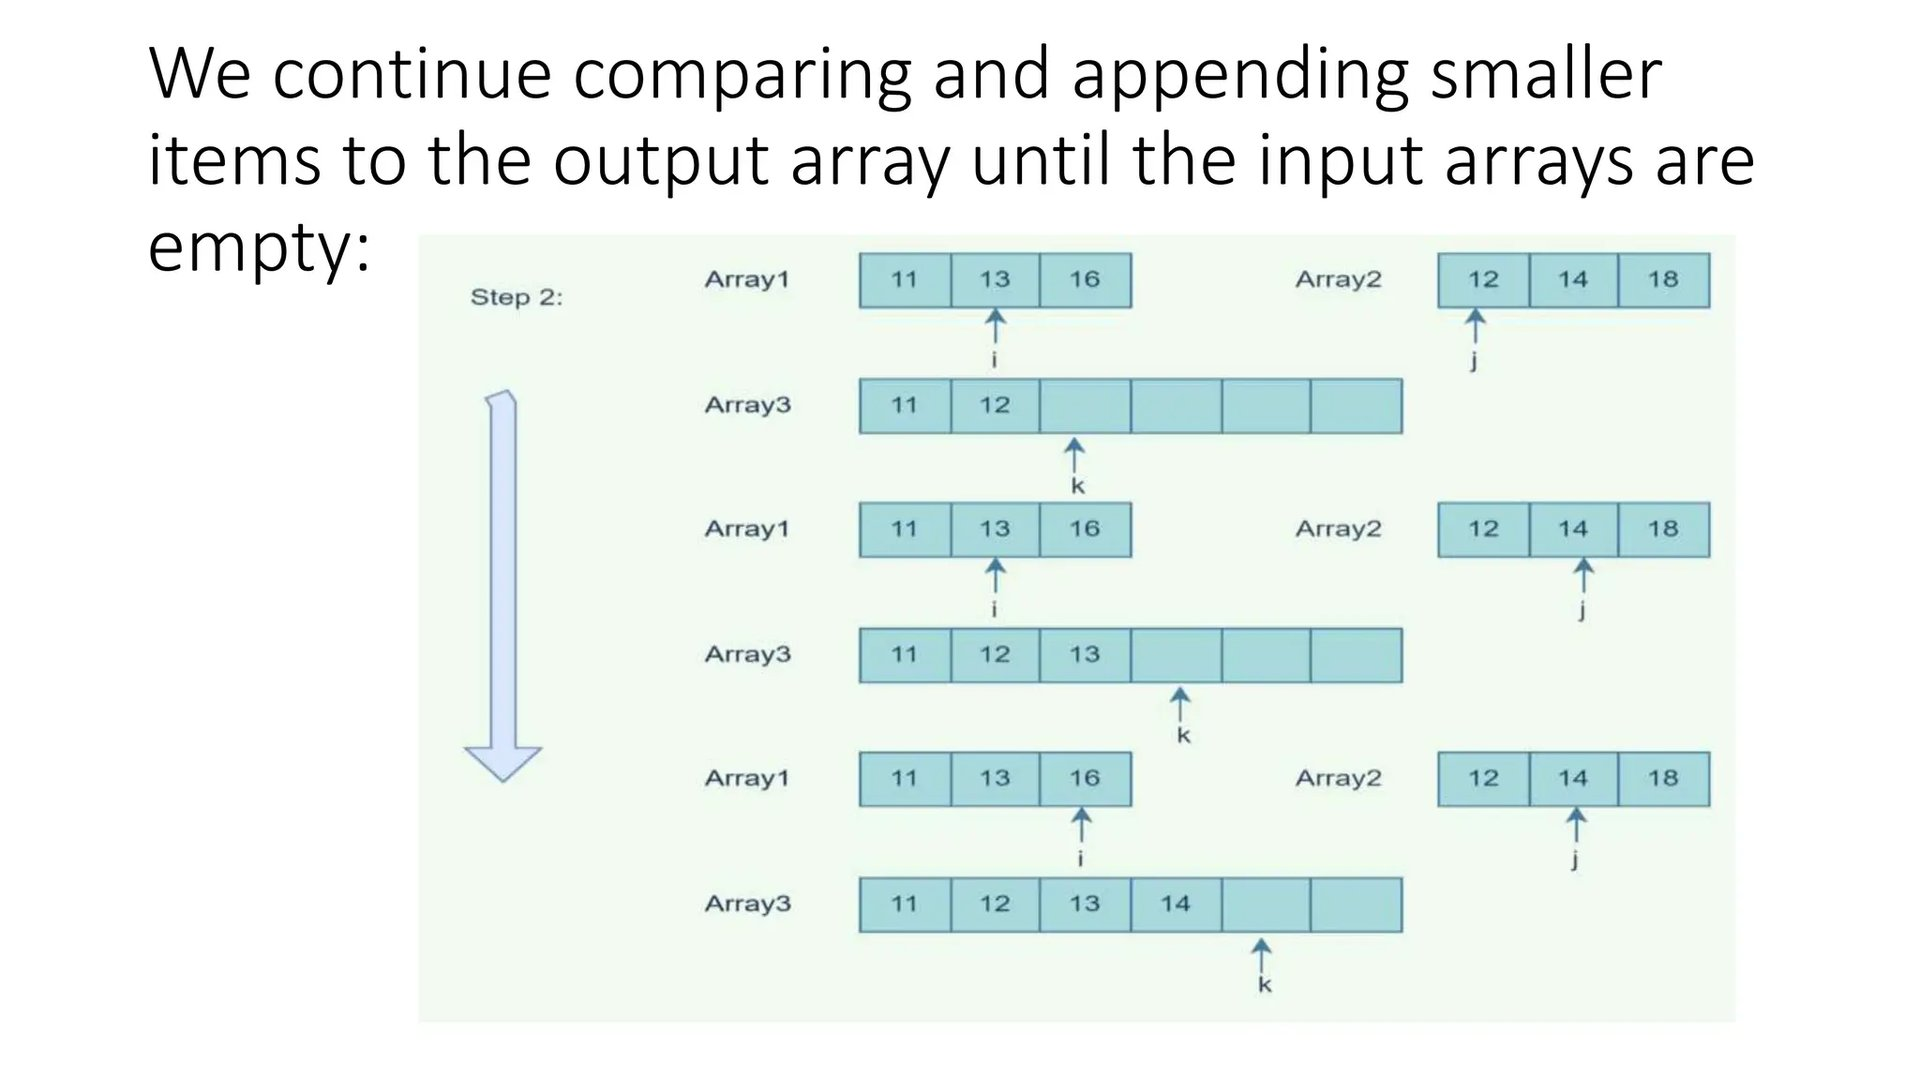 We continue comparing and appending smaller
items to the output array until the input arrays are
empty:
Step 2:
Array1 11 13 16 Array2 12 14 18
i j
Array3 11 12
k
Array1 11 13 16 Array2 12 14 18
i j
Array3 11 12 13
k
Array1 11 13 16 Array2 12 14 18
i j
Array3 11 12 13 14
k